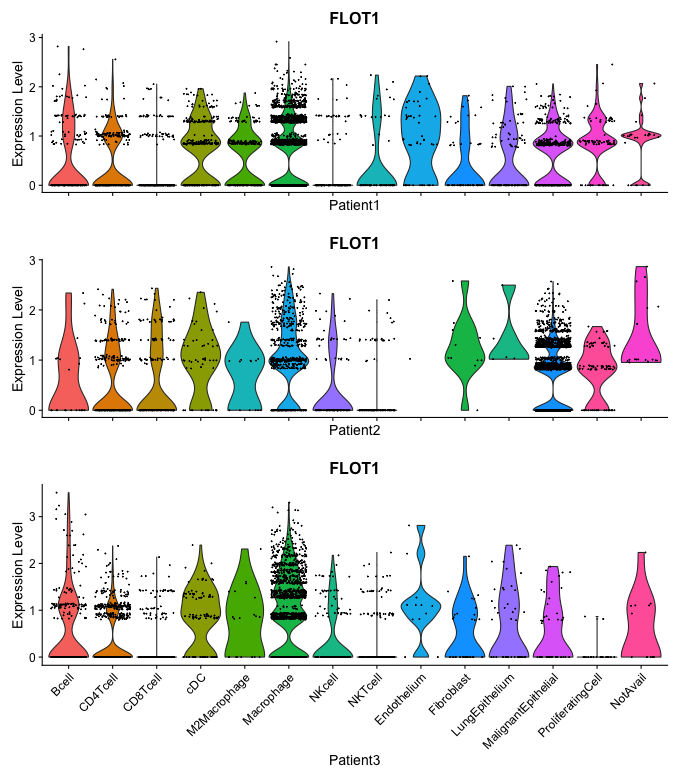 FLOT1
3
2
1
0
Expression Level
Patient1
FLOT1
3
2
1
0
Expression Level
Patient2
FLOT1
3
2
1
0
Expression Level
Bcell
CD4Tcell
CD8Tcell
cDC
M2Macrophage
Macrophage
NKcell
NKTcell
Endothelium
Fibroblast
LungEpithelium
MalignantEpithelial
ProliferatingCell
NotAvail
Patient3